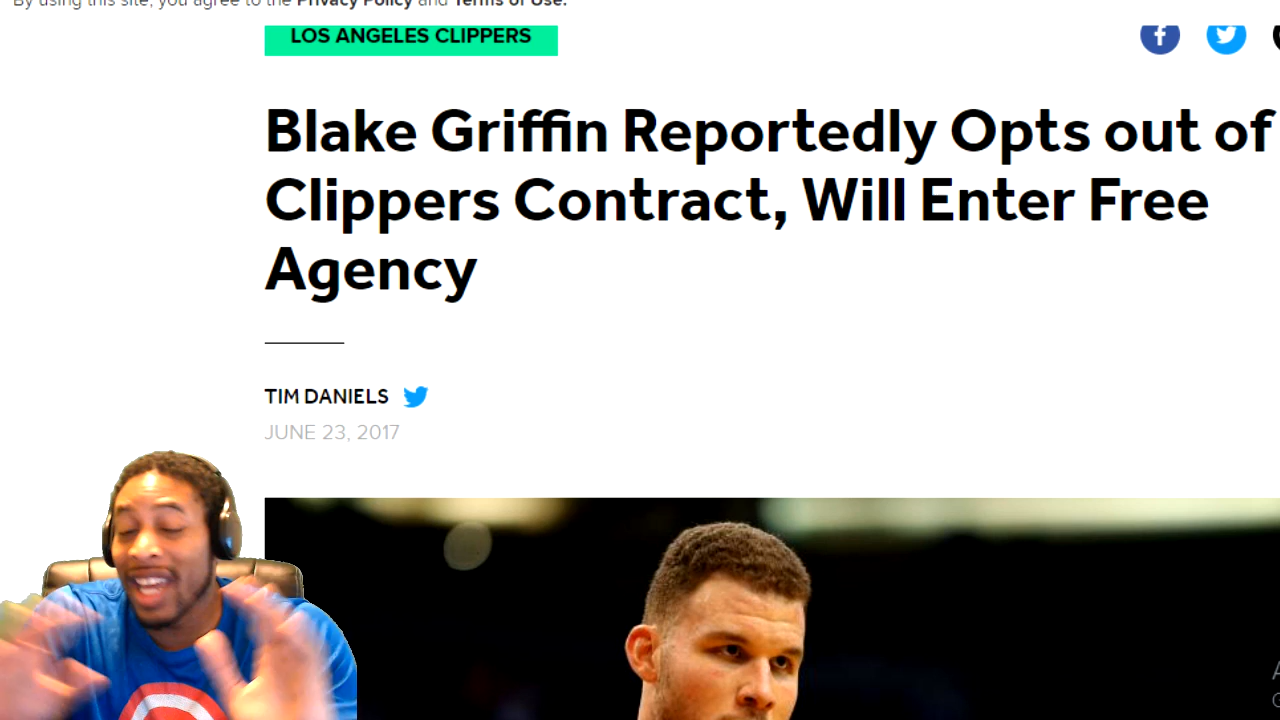 By using this site, you agree to the Privacy Policy and Terms of Use.
LOS ANGELES CLIPPERS
Blake Griffin Reportedly Opts out of
Clippers Contract, Will Enter Free
Agency
TIM DANIELS
JUNE 23, 2017